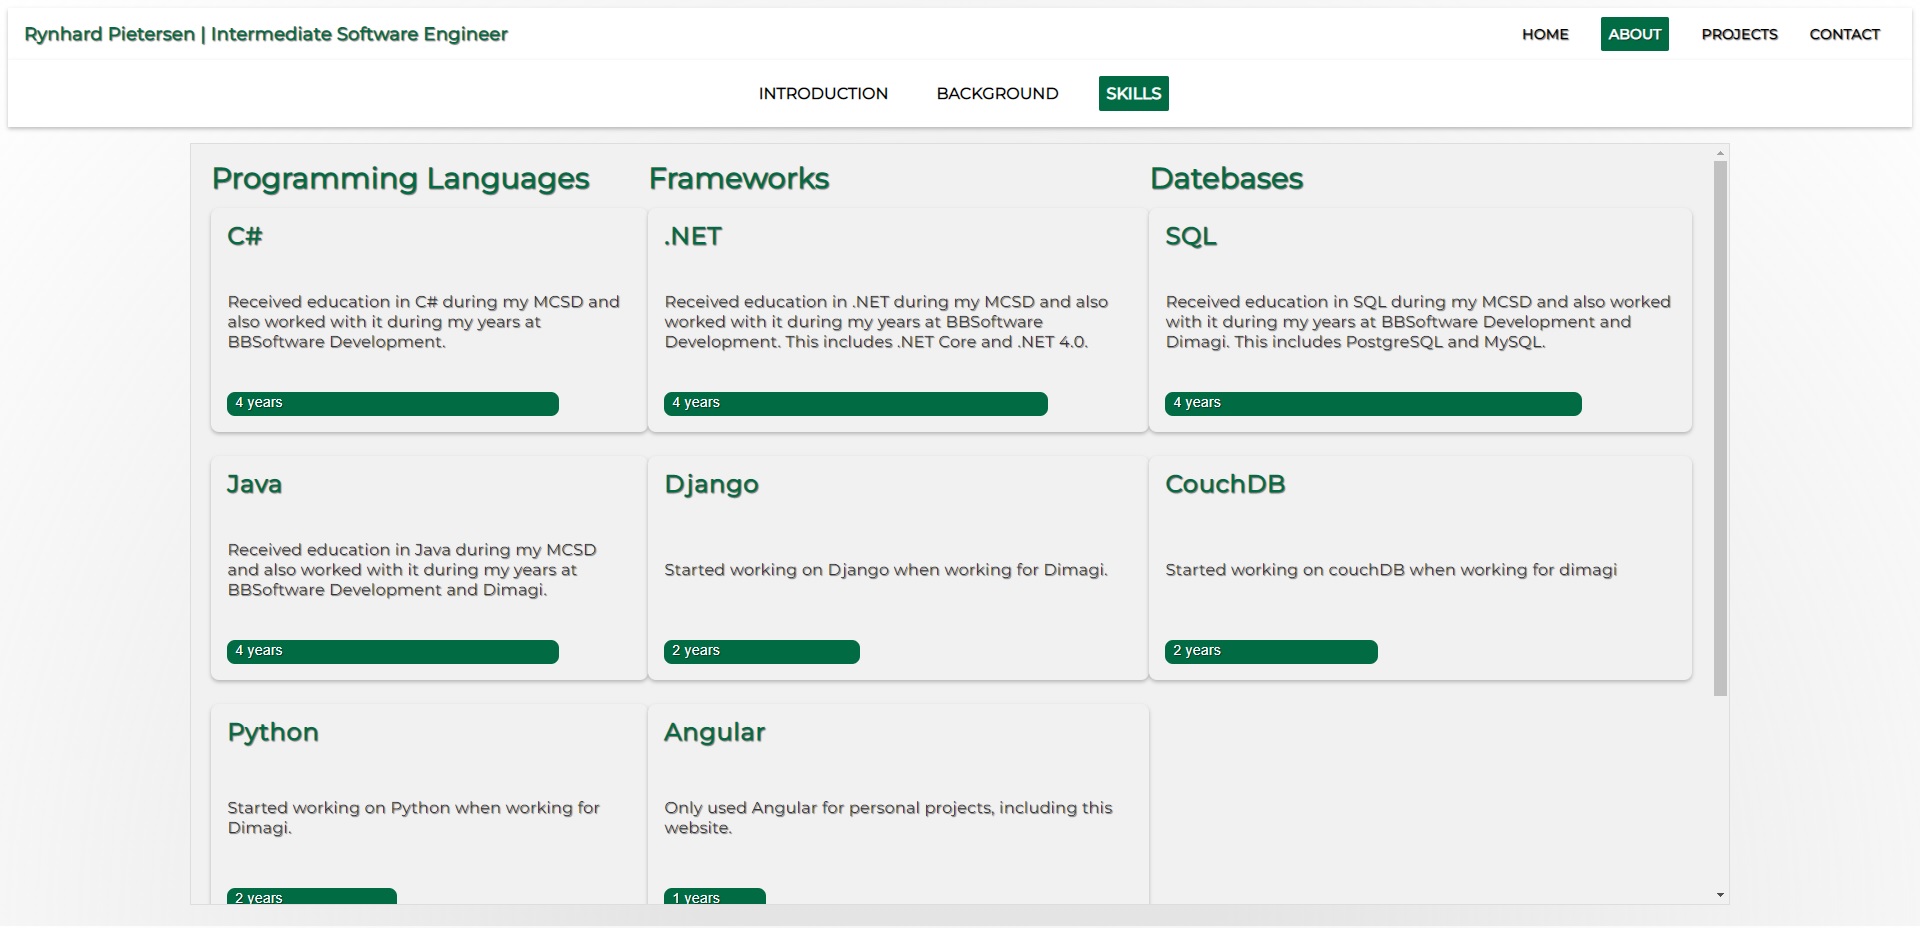 Rynhard Pietersen | Intermediate Software Engineer
HOME
ABOUT
PROJECTS
CONTACT
INTRODUCTION
BACKGROUND
SKILLS
Programming Languages
C#
Received education in C# during my MCSD and
also worked with it during my years at
BBSoftware Development.
4 years
Java
Received education in Java during my MCSD
and also worked with it during my years at
BBSoftware Development and Dimagi.
4 years
Python
Started working on Python when working for
Dimagi.
2 years
Frameworks
.NET
Received education in .NET during my MCSD and also
worked with it during my years at BBSoftware
Development. This includes .NET Core and .NET 4.0.
4 years
Django
Started working on Django when working for Dimagi.
2 years
Angular
Only used Angular for personal projects, including this
website.
1 years
Datebases
SQL
Received education in SQL during my MCSD and also worked
with it during my years at BBSoftware Development and
Dimagi. This includes PostgreSQL and MySQL.
4 years
CouchDB
Started working on couchDB when working for dimagi
2 years